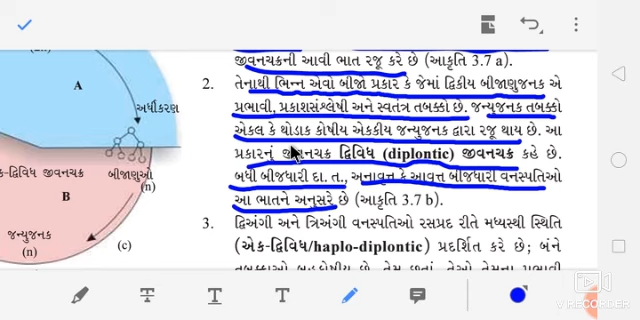 જીવનચક્રની આવી ભાત રજૂ કરે છે (આકૃતિ 3.7 a).
2. તેનાથી ભિન્ન એવો બીજો પ્રકાર કે જેમાં દ્વિકીય બીજાણુજનક એ
પ્રભાવી, પ્રકાશસંશ્લેષી અને સ્વતંત્ર તબક્કો છે. જન્યુજનક તબક્કો
એકલ કે થોડાક કોષીય એકકીય જન્યુજનક દ્વારા રજૂ થાય છે. આ
પ્રકારનું જીવનચક્ર દ્વિવિધ (diplontic) જીવનચક્ર કહે છે.
બધી બીજધારી દા. ત., અનાવૃત્ત કે આવૃત્ત બીજધારી વનસ્પતિઓ
આ ભાતને અનુસરે છે (આકૃતિ 3.7 b).
3. દ્વિઅંગી અને ત્રિઅંગી વનસ્પતિઓ રસપ્રદ રીતે મધ્યસ્થી સ્થિતિ
(એક-દ્વિવિધ/haplo-diplontic) પ્રદર્શિત કરે છે; બંને
A
અર્ધીકરણ
ક-દ્વિવિધ જીવનચક્ર
બીજાણુઓ
(n)
B
જન્યુજનક
(n)
(c)
T T T
RECORDER